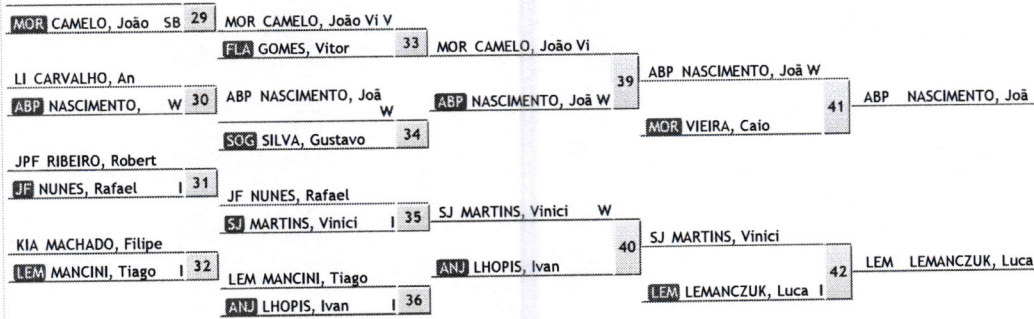 MOR CAMELO, João SB 29
MOR CAMELO, João Vi V
FLA GOMES, Vitor 33
MOR CAMELO, João Vi
LI CARVALHO, An
ABP NASCIMENTO, W 30
ABP NASCIMENTO, Joã W
SOG SILVA, Gustavo 34
ABP NASCIMENTO, Joã W 39
ABP NASCIMENTO, Joã W
MOR VIEIRA, Caio 41
ABP NASCIMENTO, Joã
JPF RIBEIRO, Robert
JF NUNES, Rafael I 31
JF NUNES, Rafael
SJ MARTINS, Vinici I 35
SJ MARTINS, Vinici W
KIA MACHADO, Filipe
LEM MANCINI, Tiago I 32
LEM MANCINI, Tiago
ANJ LHOPIS, Ivan I 36
ANJ LHOPIS, Ivan 40
SJ MARTINS, Vinici
LEM LEMANCZUK, Luca I 42
LEM LEMANCZUK, Luca